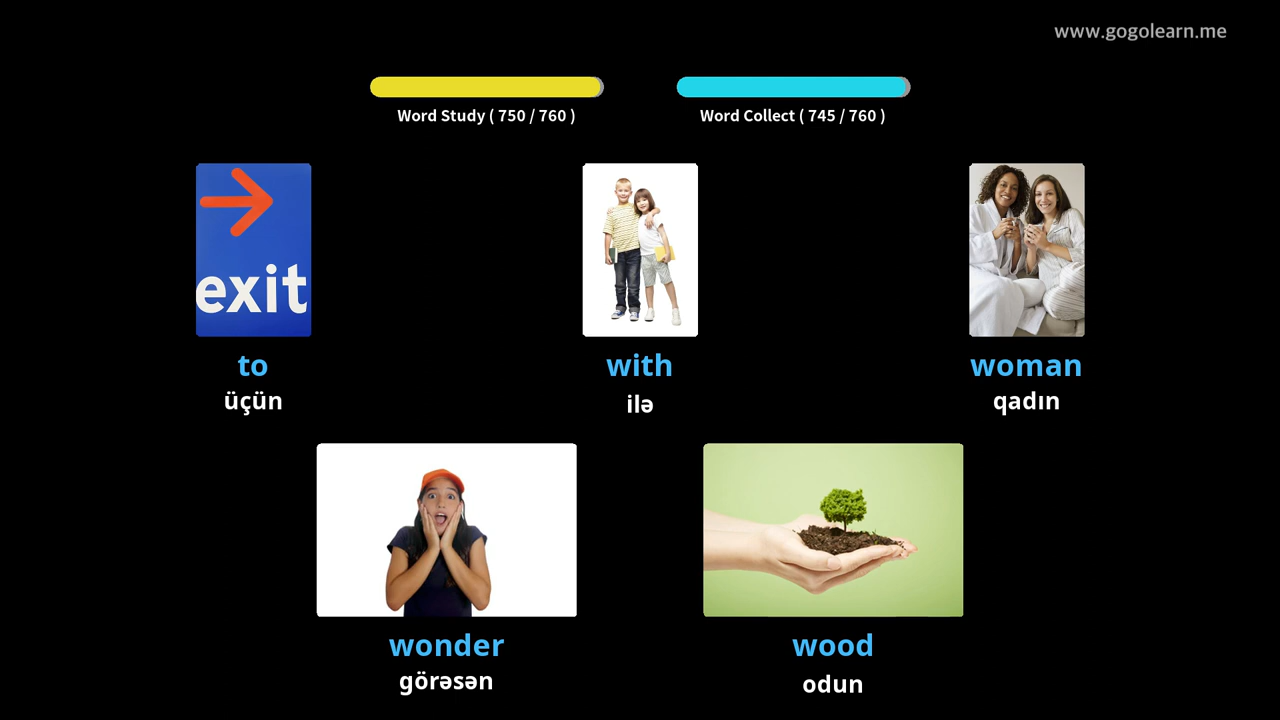 www.gogolearn.me
Word Study ( 750 / 760 )
Word Collect ( 745 / 760 )
exit
to
üçün
with
ilə
woman
qadın
wonder
görəsən
wood
odun